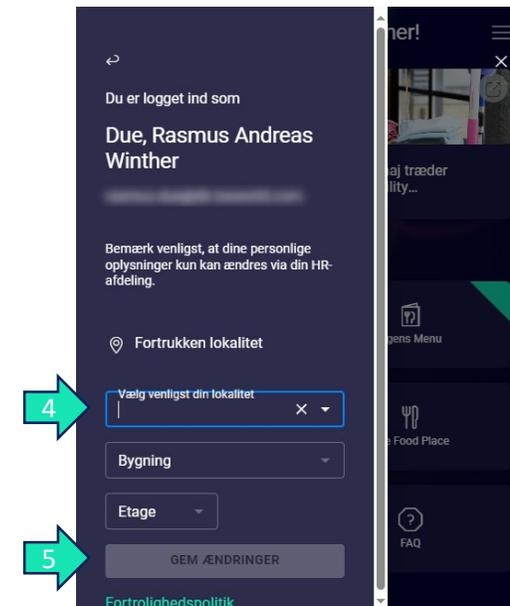 ner!
Du er logget ind som
Due, Rasmus Andreas
Winther
Bemærk venligst, at dine personlige
oplysninger kun kan ændres via din HR-
afdeling.
Fortrukken lokalitet
4
Vælg venligst din lokalitet
Bygning
Etage
5
GEM ÆNDRINGER
Fortrolighedspolitik
aj træder
ility...
gens Menu
e Food Place
FAQ